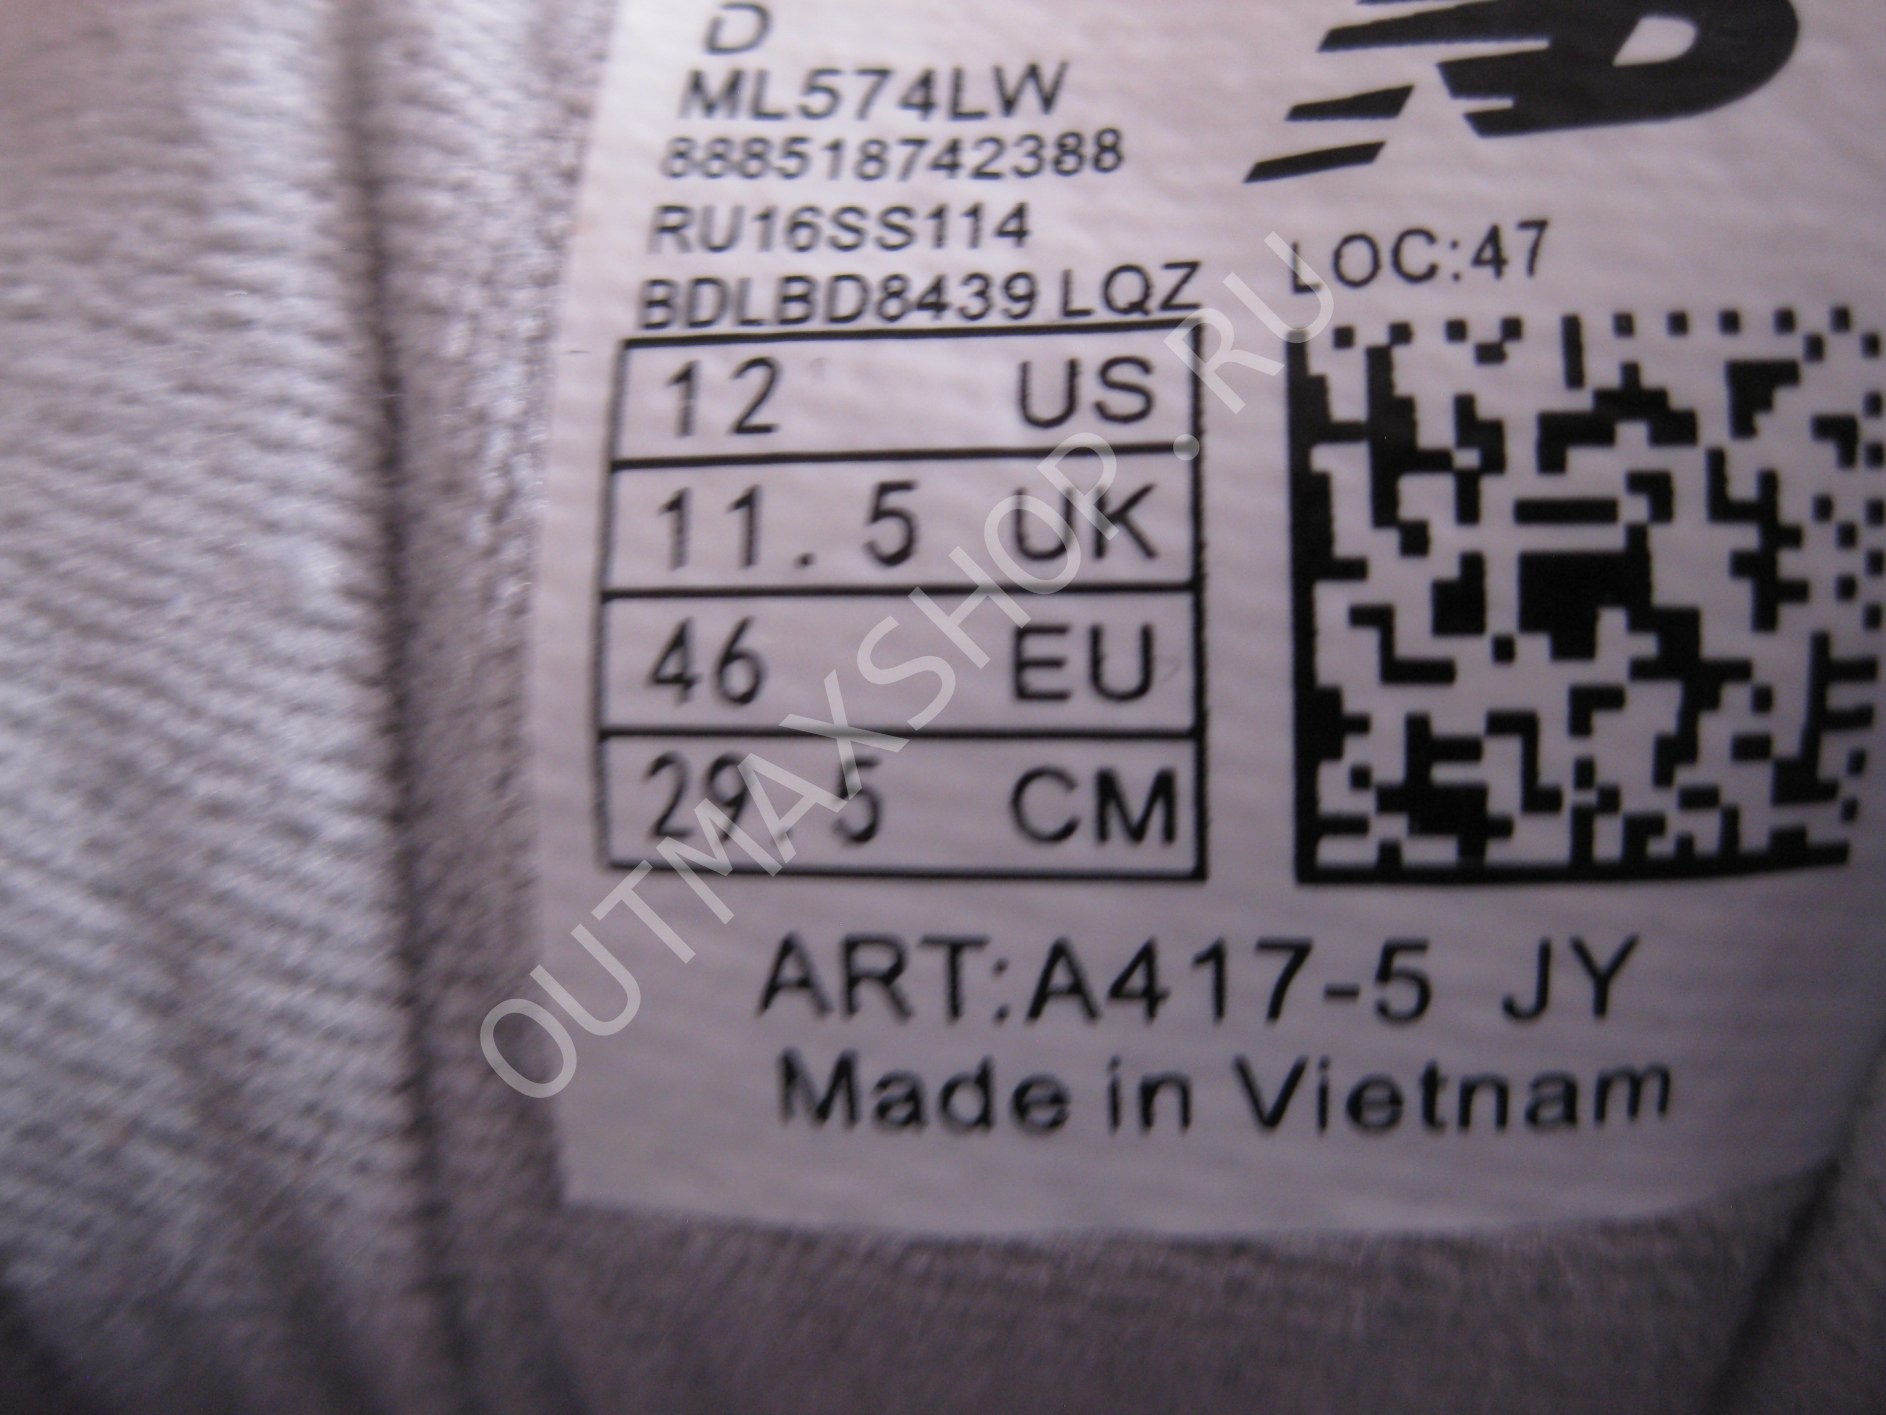 D
ML574LW
888518742388
RU16SS114
BDLBD8439 LQZ
LOC:47
12 US
11.5 UK
46 EU
29.5 CM
ART:A417-5 JY
Made in Vietnam
OUTMAXSHOP.RU